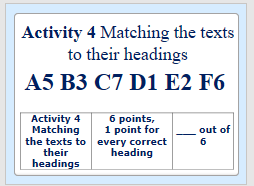 Activity 4 Matching the texts
to their headings
A5 B3 C7 D1 E2 F6
Activity 4
Matching
the texts to
their
headings
6 points,
1 point for
every correct
heading
___ out of
6